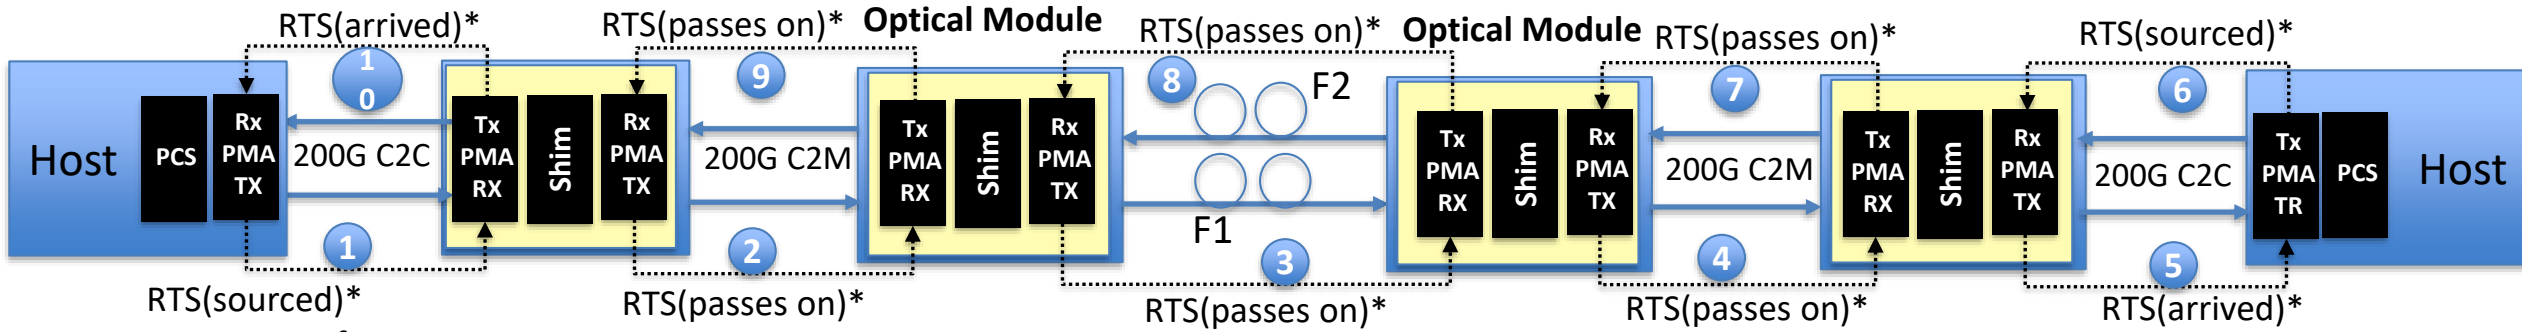 RTS(arrived)*
RTS(passes on)*
Optical Module
RTS(passes on)*
Optical Module
RTS(passes on)*
RTS(sourced)*
1
0
9
8
F2
7
6
Host
PCS
Rx
PMA
TX
200G C2C
Tx
PMA
RX
Shim
Rx
PMA
TX
200G C2M
Tx
PMA
RX
Shim
Rx
PMA
TX
Tx
PMA
RX
Shim
Rx
PMA
TX
200G C2M
Tx
PMA
RX
Shim
Rx
PMA
TX
200G C2C
Tx
PMA
TR
PCS
Host
1
2
F1
3
4
5
RTS(sourced)*
RTS(passes on)*
RTS(passes on)*
RTS(passes on)*
RTS(arrived)*